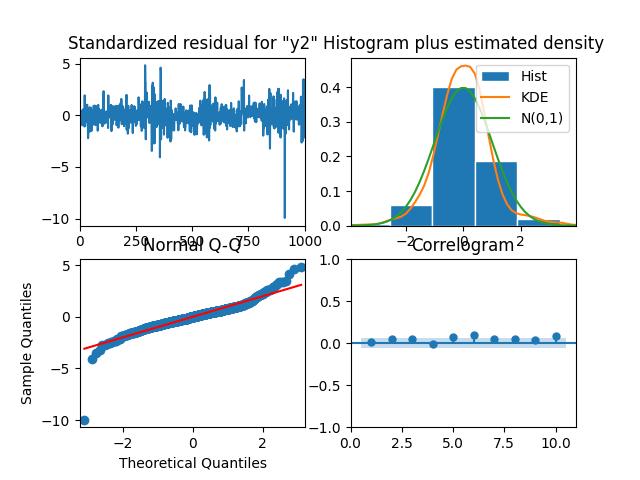 Standardized residual for "y2"
Histogram plus estimated density
5
0
−5
−10
0 250 500 750 1000
0.4
0.3
0.2
0.1
0.0
−2 0 2
Hist
KDE
N(0,1)
Normal Q-Q
Correlogram
Sample Quantiles
5
0
−5
−10
−2 0 2
Theoretical Quantiles
1.0
0.5
0.0
−0.5
−1.0
0.0 2.5 5.0 7.5 10.0